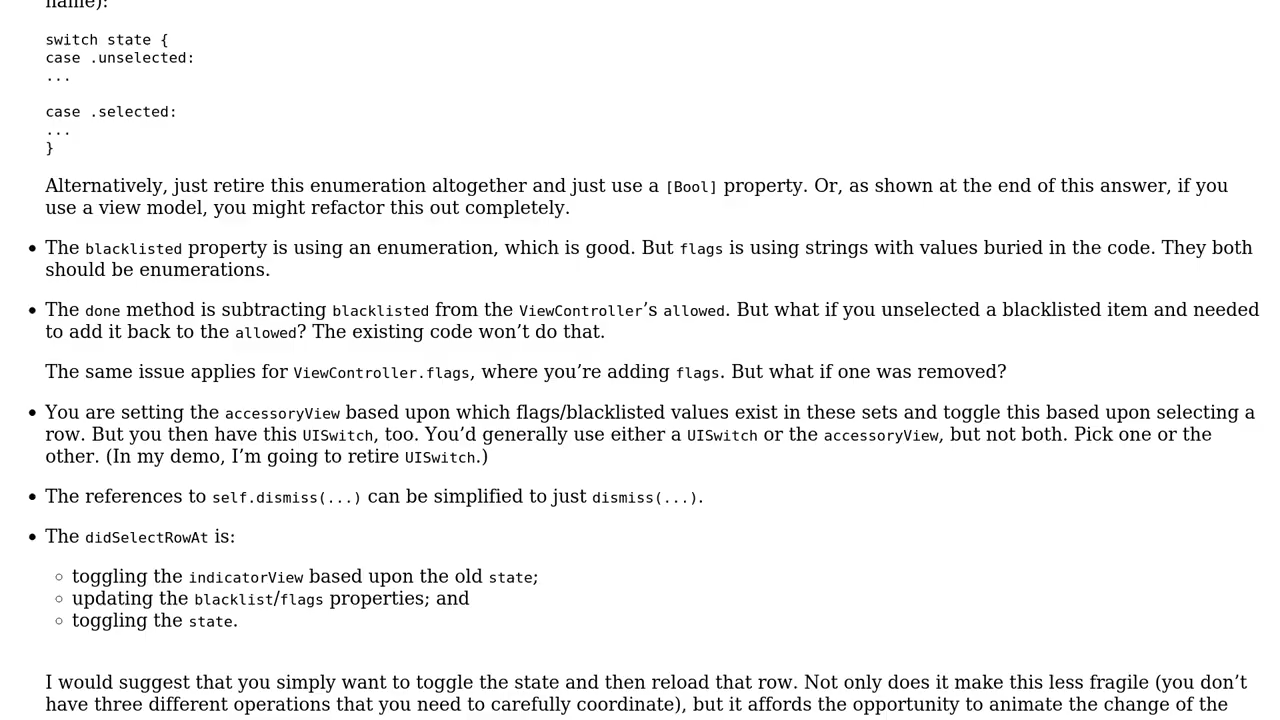 name):
switch state {
case .unselected:
...
case .selected:
...
}
Alternatively, just retire this enumeration altogether and just use a [Bool] property. Or, as shown at the end of this answer, if you
use a view model, you might refactor this out completely.
• The blacklisted property is using an enumeration, which is good. But flags is using strings with values buried in the code. They both
should be enumerations.
• The done method is subtracting blacklisted from the ViewController’s allowed. But what if you unselected a blacklisted item and needed
to add it back to the allowed? The existing code won’t do that.
The same issue applies for ViewController.flags, where you’re adding flags. But what if one was removed?
• You are setting the accessoryView based upon which flags/blacklisted values exist in these sets and toggle this based upon selecting a
row. But you then have this UISwitch, too. You’d generally use either a UISwitch or the accessoryView, but not both. Pick one or the
other. (In my demo, I’m going to retire UISwitch.)
• The references to self.dismiss(...) can be simplified to just dismiss(...).
• The didSelectRowAt is:
◦ toggling the indicatorView based upon the old state;
◦ updating the blacklist/flags properties; and
◦ toggling the state.
I would suggest that you simply want to toggle the state and then reload that row. Not only does it make this less fragile (you don’t
have three different operations that you need to carefully coordinate), but it affords the opportunity to animate the change of the